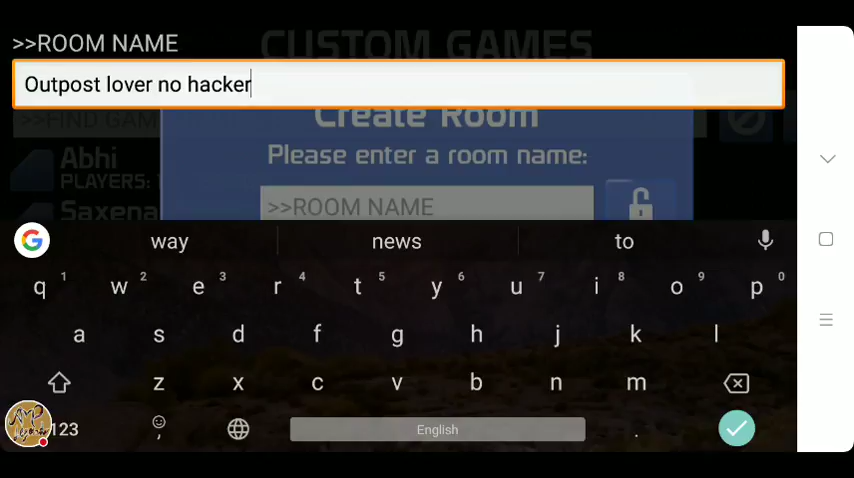 CUSTOM GAMES
>>ROOM NAME
Outpost lover no hacker
>>FIND GAM
Create Room
Abhi
PLAYERS: 1
Please enter a room name:
Saxena
>>ROOM NAME
way news to
q 1 w 2 e 3 r 4 t 5 y 6 u 7 i 8 o 9 p 0
a s d f g h j k l
z x c v b n m
123 , English .